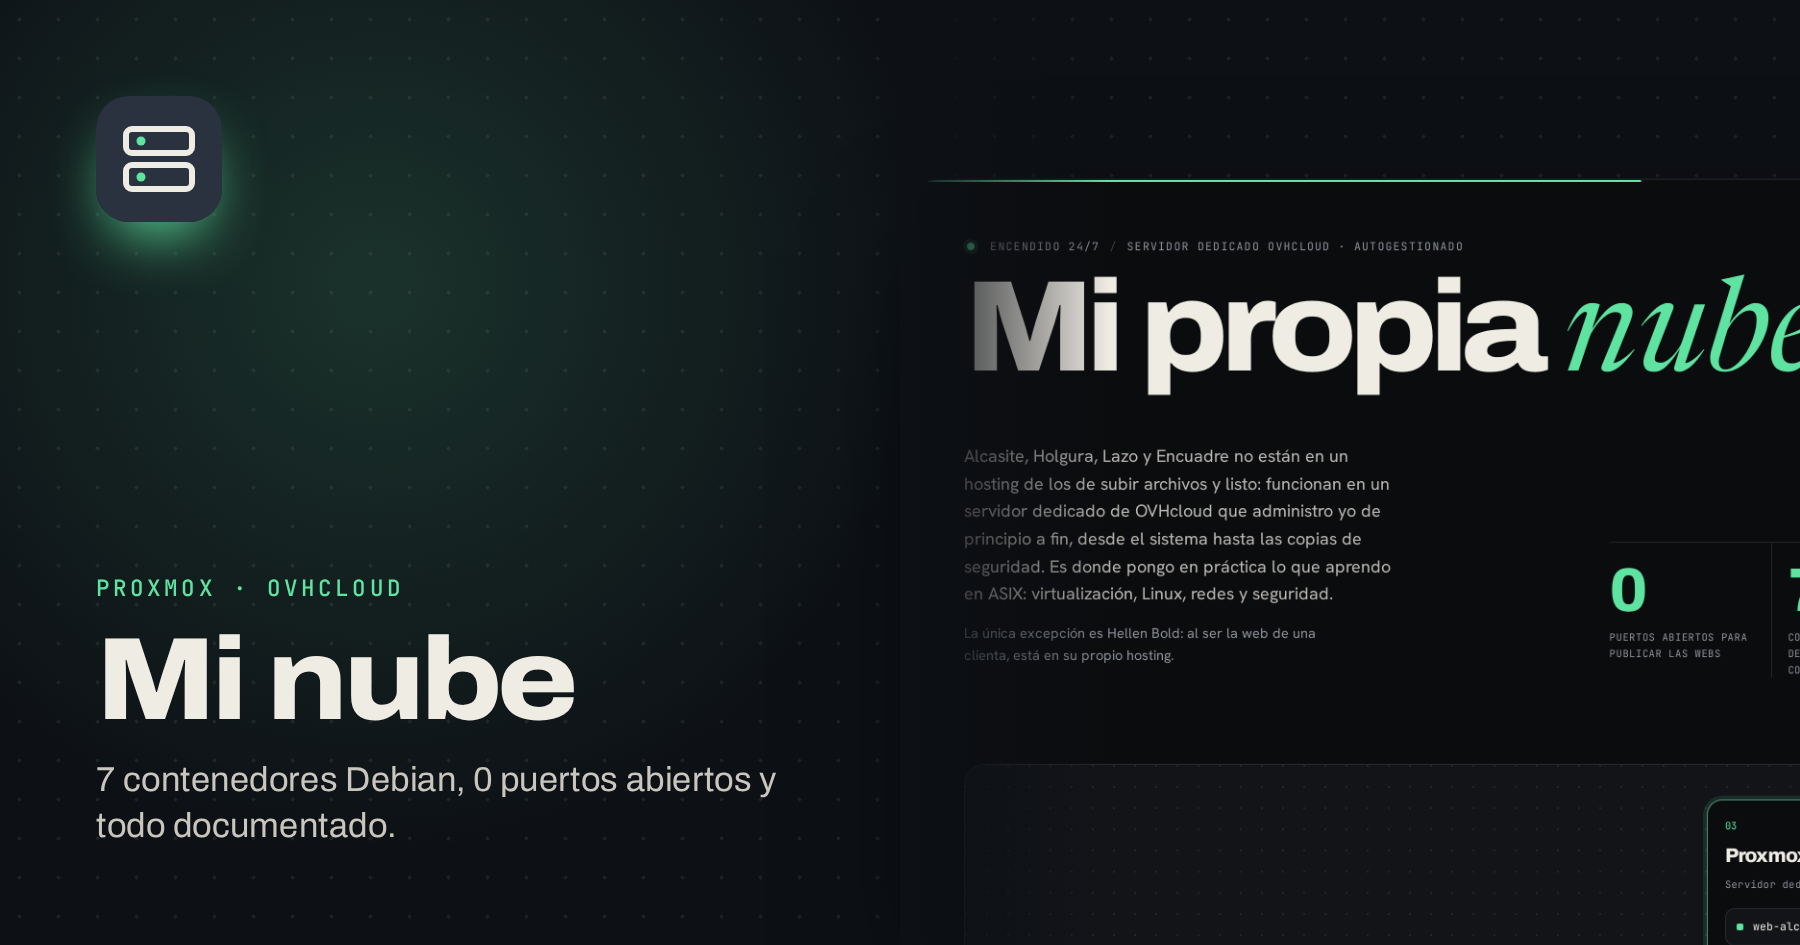 PROXMOX · OVHCLOUD
Mi nube
7 contenedores Debian, 0 puertos abiertos y
todo documentado.
ENCENDIDO 24/7 / SERVIDOR DEDICADO OVHCLOUD · AUTOGESTIONADO
Mi propia nube
Alcasite, Holgura, Lazo y Encuadre no están en un
hosting de los de subir archivos y listo: funcionan en un
servidor dedicado de OVHcloud que administro yo de
principio a fin, desde el sistema hasta las copias de
seguridad. Es donde pongo en práctica lo que aprendo
en ASIX: virtualización, Linux, redes y seguridad.
La única excepción es Hellen Bold: al ser la web de una
clienta, está en su propio hosting.
0
PUERTOS ABIERTOS PARA
PUBLICAR LAS WEBS
03
Proxmox
Servidor